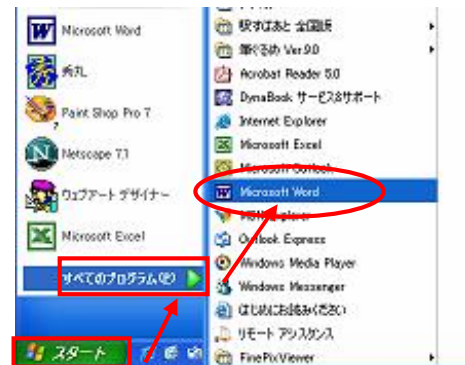 Microsoft Word
秀丸
Paint Shop Pro 7
Netscape 7.1
ウェブアート デザイナー
Microsoft Excel
すべてのプログラム(P)
スタート
駅すぱあと 全国版
筆ぐるめ Ver.9.0
Acrobat Reader 5.0
DynaBook サービス&サポート
Internet Explorer
Microsoft Excel
Microsoft Outlook
Microsoft Word
MSN Explorer
Outlook Express
Windows Media Player
Windows Messenger
はじめにお読みください
リモート アシスタンス
FinePixViewer